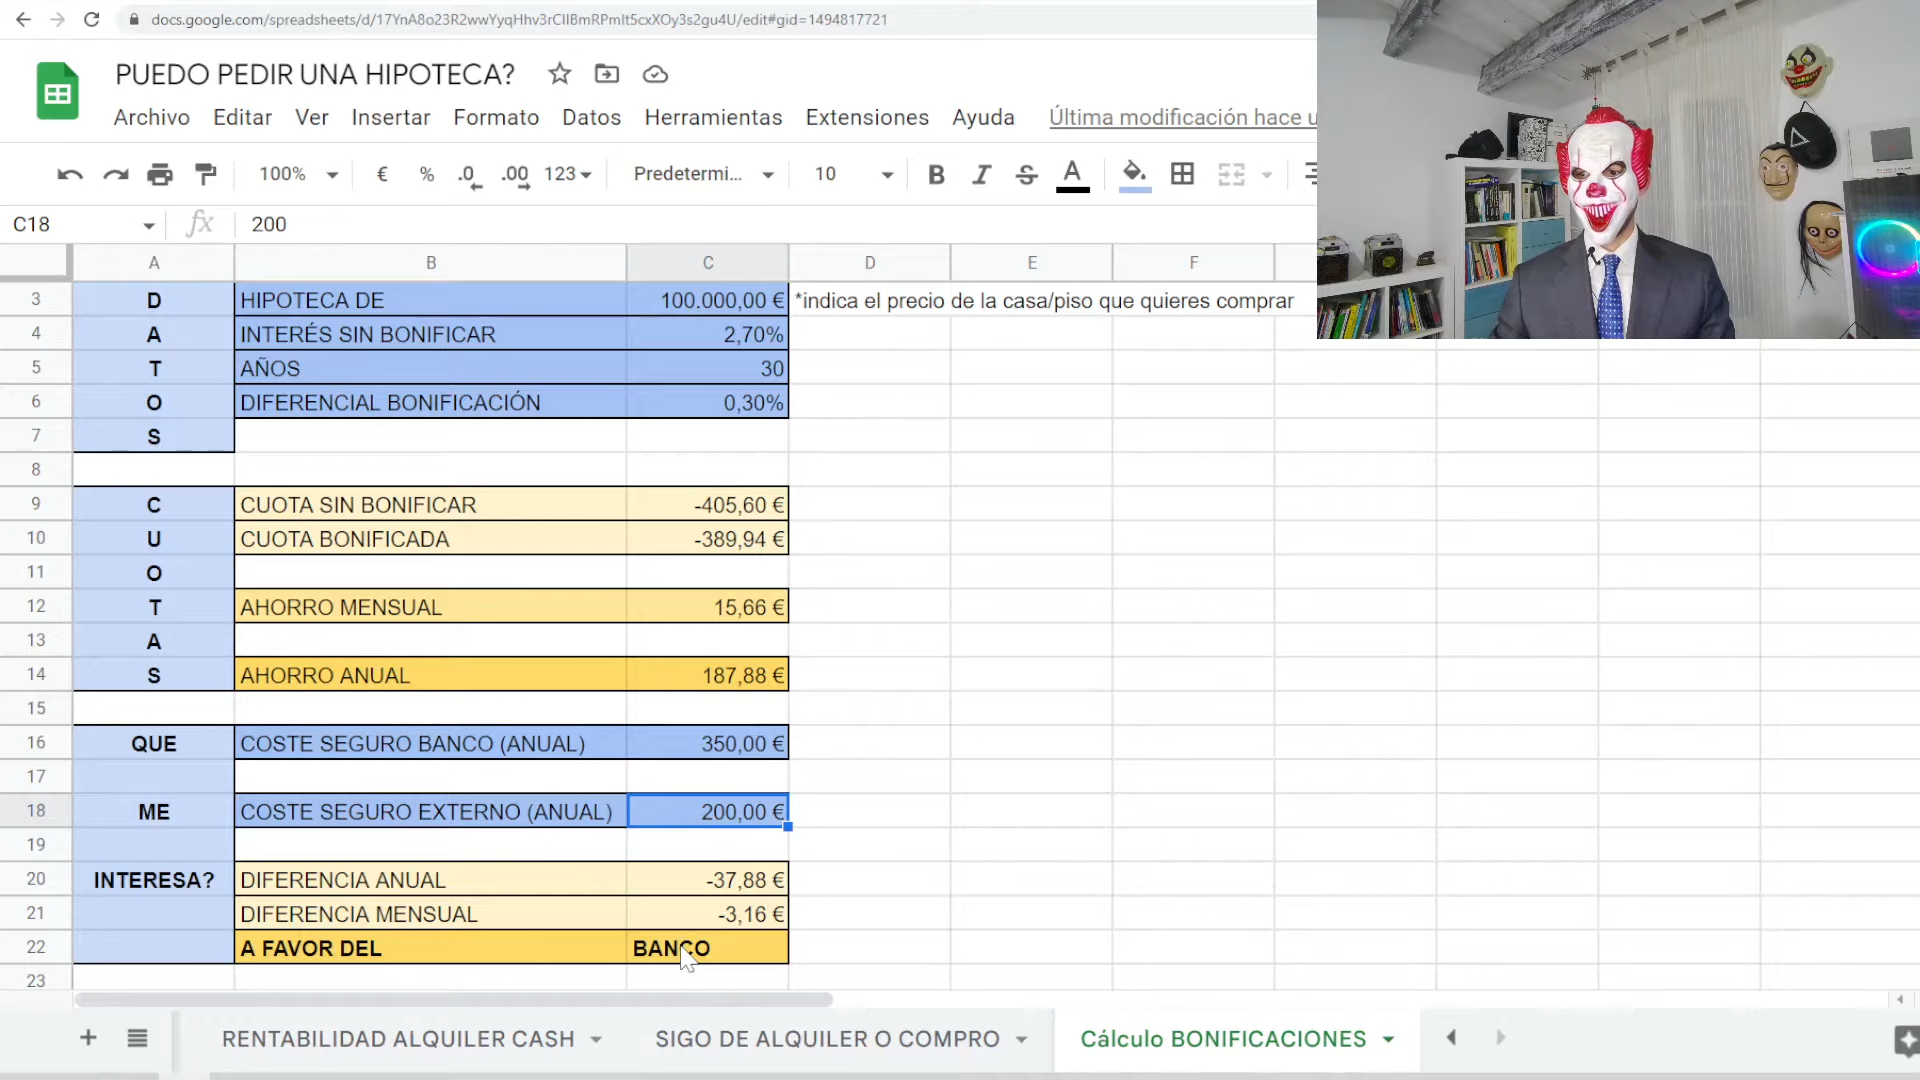 docs.google.com/spreadsheets/d/17YnA8o23R2wwYyqHhv3rCIIBmRPmIt5cxXOy3s2gu4U/edit#gid=1494817721
PUEDO PEDIR UNA HIPOTECA?
Archivo Editar Ver Insertar Formato Datos Herramientas Extensiones Ayuda Última modificación hace u
100% € % .0 .00 123 Predetermi... 10 B I S A
C18 fx 200
A B C D E F
3 D HIPOTECA DE 100.000,00 € *indica el precio de la casa/piso que quieres comprar
4 A INTERÉS SIN BONIFICAR 2,70%
5 T AÑOS 30
6 O DIFERENCIAL BONIFICACIÓN 0,30%
7 S
8
9 C CUOTA SIN BONIFICAR -405,60 €
10 U CUOTA BONIFICADA -389,94 €
11 O
12 T AHORRO MENSUAL 15,66 €
13 A
14 S AHORRO ANUAL 187,88 €
15
16 QUE COSTE SEGURO BANCO (ANUAL) 350,00 €
17
18 ME COSTE SEGURO EXTERNO (ANUAL) 200,00 €
19
20 INTERESA? DIFERENCIA ANUAL -37,88 €
21 DIFERENCIA MENSUAL -3,16 €
22 A FAVOR DEL BANCO
23
RENTABILIDAD ALQUILER CASH SIGO DE ALQUILER O COMPRO Cálculo BONIFICACIONES